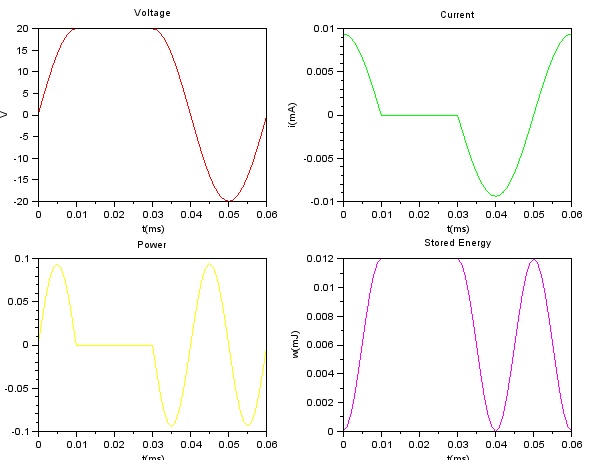 Voltage
20
15
10
5
0
-5
-10
-15
-20
V
0 0.01 0.02 0.03 0.04 0.05 0.06
t(ms)
Current
0.01
0.005
0
-0.005
-0.01
i(mA)
0 0.01 0.02 0.03 0.04 0.05 0.06
t(ms)
Power
0.1
0.05
0
-0.05
-0.1
0 0.01 0.02 0.03 0.04 0.05 0.06
t(ms)
Stored Energy
0.012
0.01
0.008
0.006
0.004
0.002
0
w(mJ)
0 0.01 0.02 0.03 0.04 0.05 0.06
t(ms)